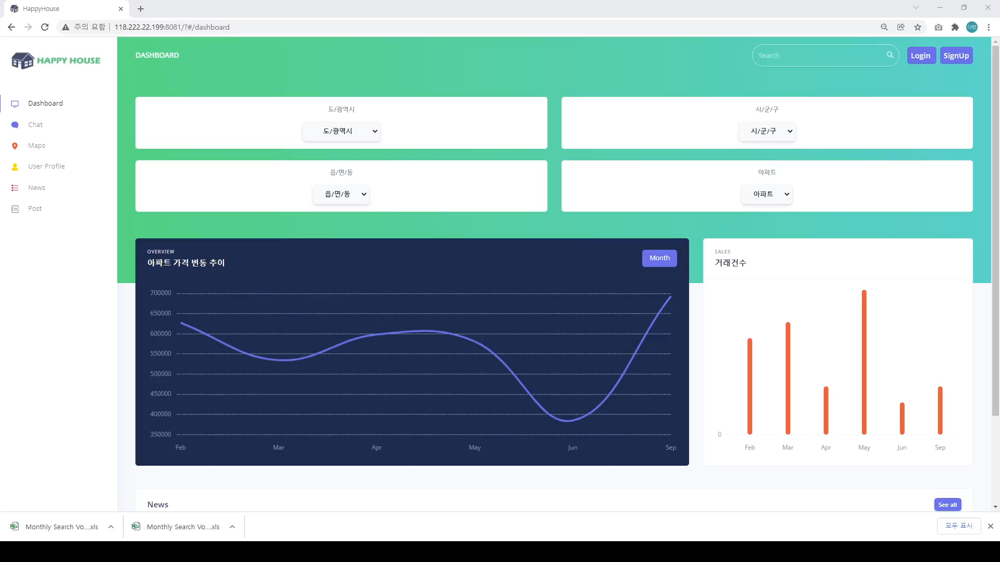 HappyHouse
주의 요함 118.222.22.199:8081/?#/dashboard
다빈
HAPPY HOUSE
DASHBOARD
Search
Login
SignUp
Dashboard
Chat
Maps
User Profile
News
Post
도/광역시
도/광역시
시/군/구
시/군/구
읍/면/동
읍/면/동
아파트
아파트
OVERVIEW
아파트 가격 변동 추이
Month
700000
650000
600000
550000
500000
450000
400000
350000
Feb Mar Apr May Jun Sep
SALES
거래건수
0
Feb Mar Apr May Jun Sep
News
See all
Monthly Search Vo....xls
Monthly Search Vo....xls
모두 표시